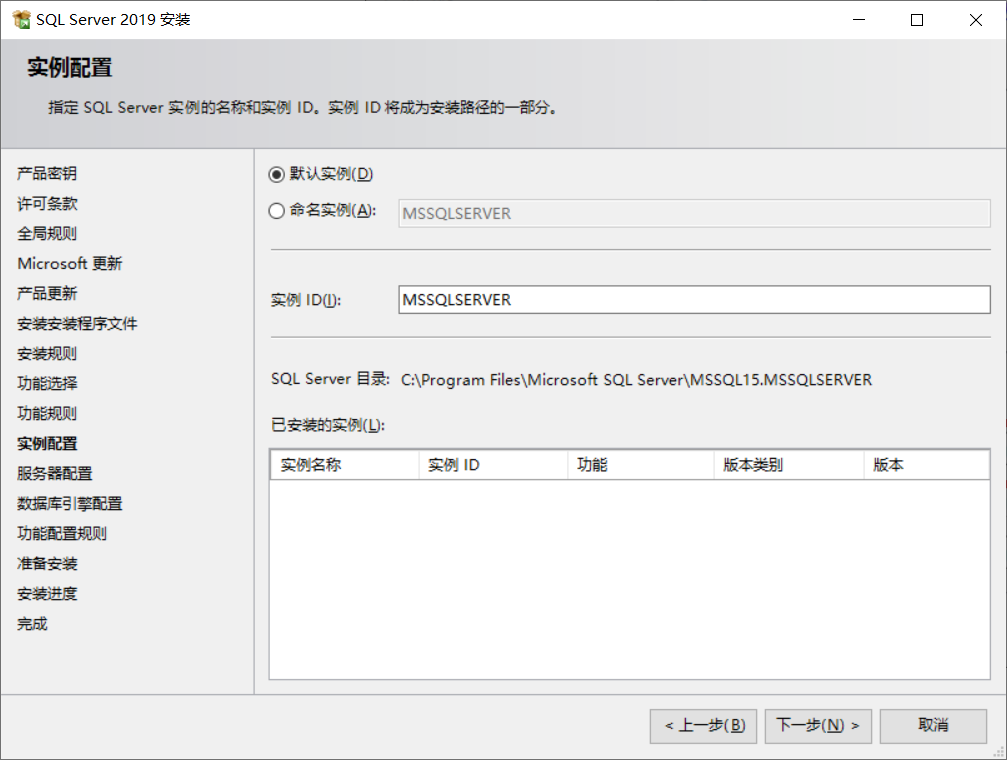 SQL Server 2019 安装
实例配置
指定 SQL Server 实例的名称和实例 ID。实例 ID 将成为安装路径的一部分。
产品密钥
许可条款
全局规则
Microsoft 更新
产品更新
安装安装程序文件
安装规则
功能选择
功能规则
实例配置
服务器配置
数据库引擎配置
功能配置规则
准备安装
安装进度
完成
默认实例(D)
命名实例(A): MSSQLSERVER
实例 ID(I): MSSQLSERVER
SQL Server 目录: C:\Program Files\Microsoft SQL Server\MSSQL15.MSSQLSERVER
已安装的实例(L):
实例名称 实例 ID 功能 版本类别 版本
< 上一步(B) 下一步(N) > 取消